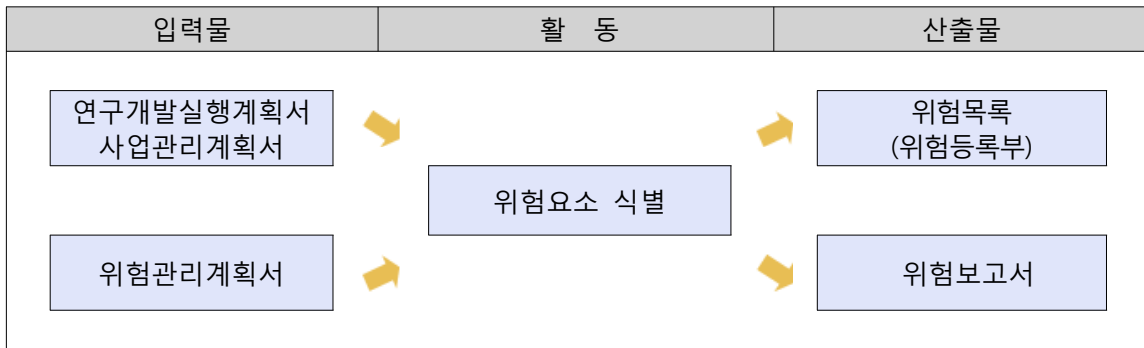 입력물
활 동
산출물
연구개발실행계획서
사업관리계획서
위험목록
(위험등록부)
위험요소 식별
위험관리계획서
위험보고서